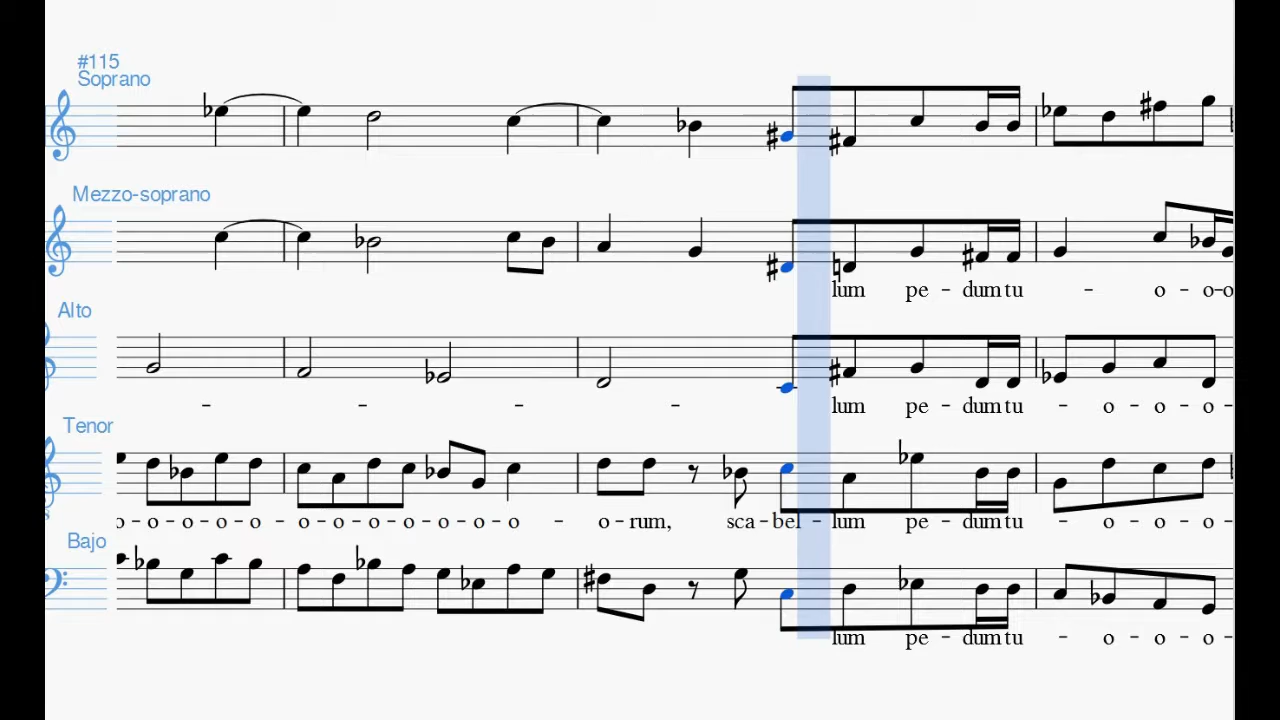 #115
Soprano
Mezzo-soprano
lum pe - dum tu - o - o-o
Alto
- - - - lum pe - dum tu - o - o - o -
Tenor
o-o-o-o-o - o-o-o-o-o-o-o - o-rum, sca-bel-lum pe - dum tu - o - o - o -
Bajo
lum pe - dum tu - o - o - o -